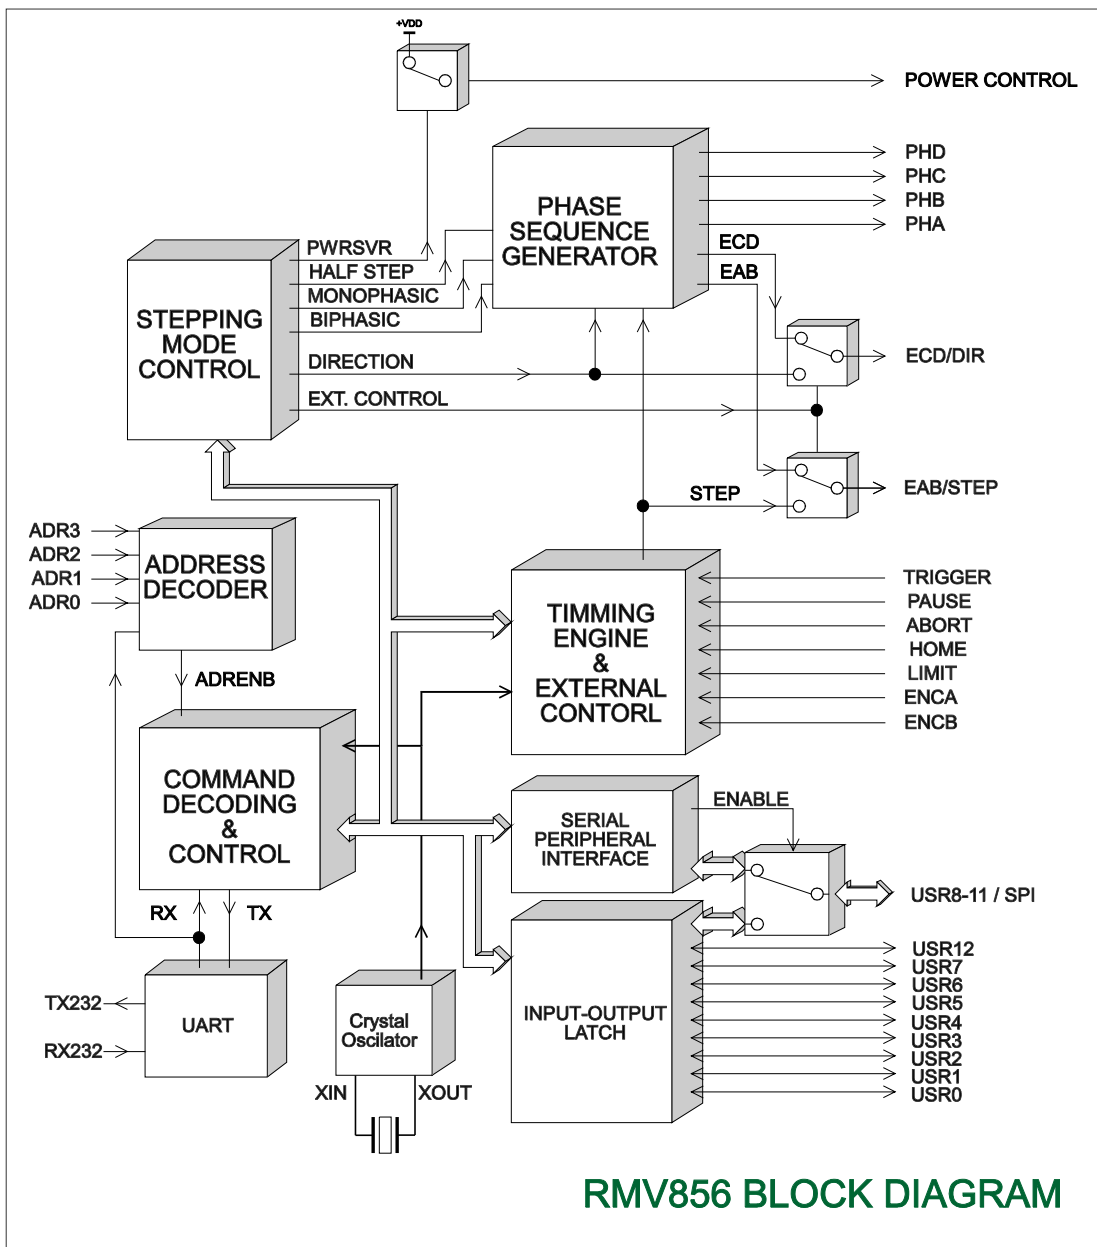 +VDD
POWER CONTROL
PHASE
SEQUENCE
GENERATOR
PHD
PHC
PHB
PHA
ECD
EAB
PWRSVR
HALF STEP
MONOPHASIC
BIPHASIC
DIRECTION
EXT. CONTROL
STEPPING
MODE
CONTROL
ECD/DIR
EAB/STEP
STEP
ADR3
ADR2
ADR1
ADR0
ADDRESS
DECODER
ADRENB
TIMMING
ENGINE
&
EXTERNAL
CONTORL
TRIGGER
PAUSE
ABORT
HOME
LIMIT
ENCA
ENCB
COMMAND
DECODING
&
CONTROL
SERIAL
PERIPHERAL
INTERFACE
ENABLE
USR8-11 / SPI
RX
TX
UART
TX232
RX232
Crystal
Oscilator
XIN
XOUT
INPUT-OUTPUT
LATCH
USR12
USR7
USR6
USR5
USR4
USR3
USR2
USR1
USR0
RMV856 BLOCK DIAGRAM